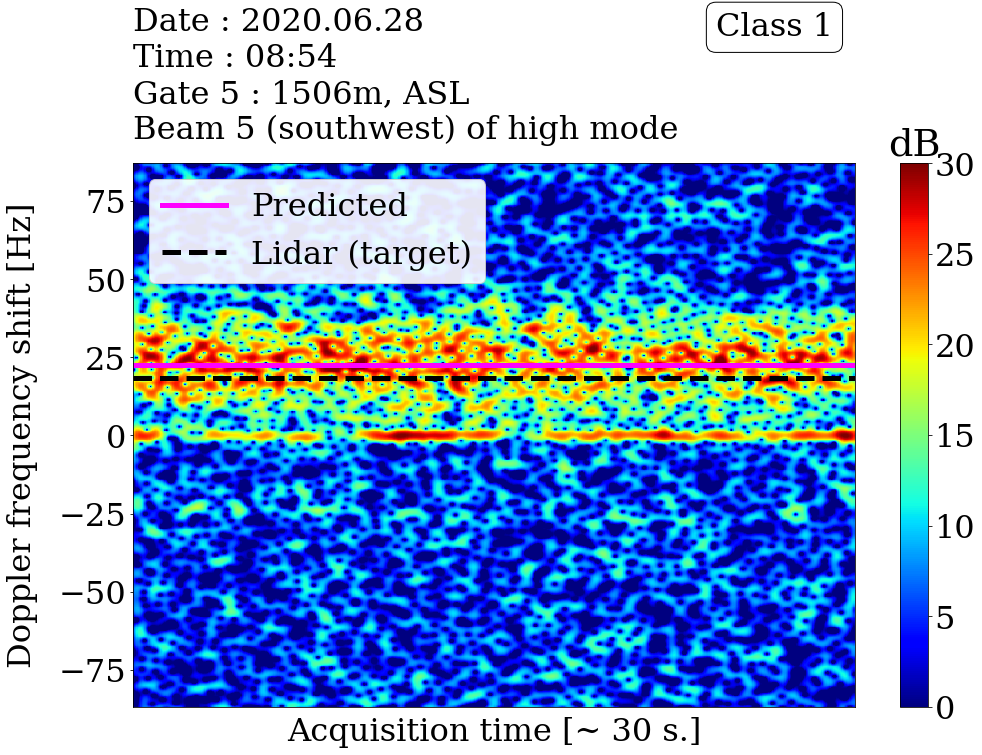 Date : 2020.06.28
Time : 08:54
Gate 5 : 1506m, ASL
Beam 5 (southwest) of high mode
Class 1
dB
Predicted
Lidar (target)
Doppler frequency shift [Hz]
75
50
25
0
−25
−50
−75
30
25
20
15
10
5
0
Acquisition time [~ 30 s.]